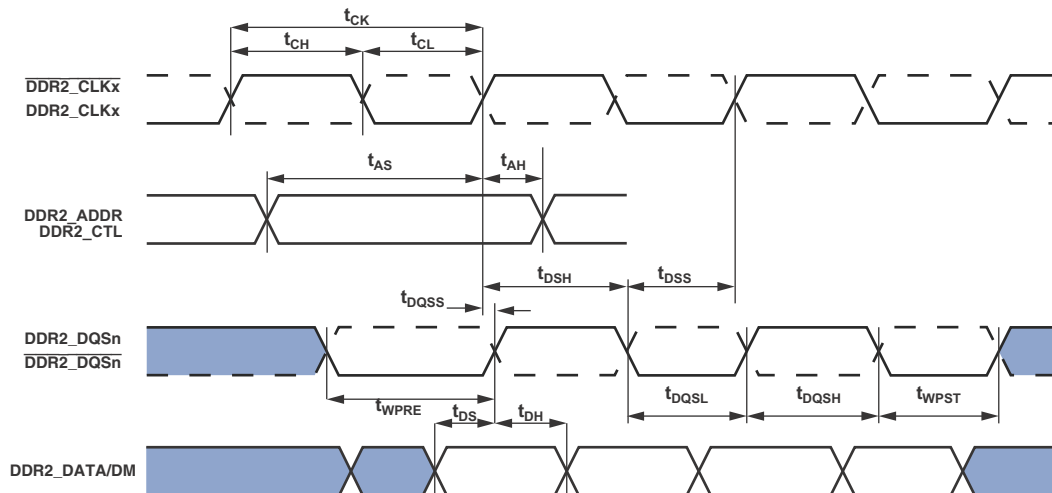 tCK
tCH
tCL
DDR2_CLKx
DDR2_CLKx
tAS
tAH
DDR2_ADDR
DDR2_CTL
tDSH
tDSS
tDQSS
DDR2_DQSn
DDR2_DQSn
tWPRE
tDQSL
tDQSH
tWPST
tDS
tDH
DDR2_DATA/DM